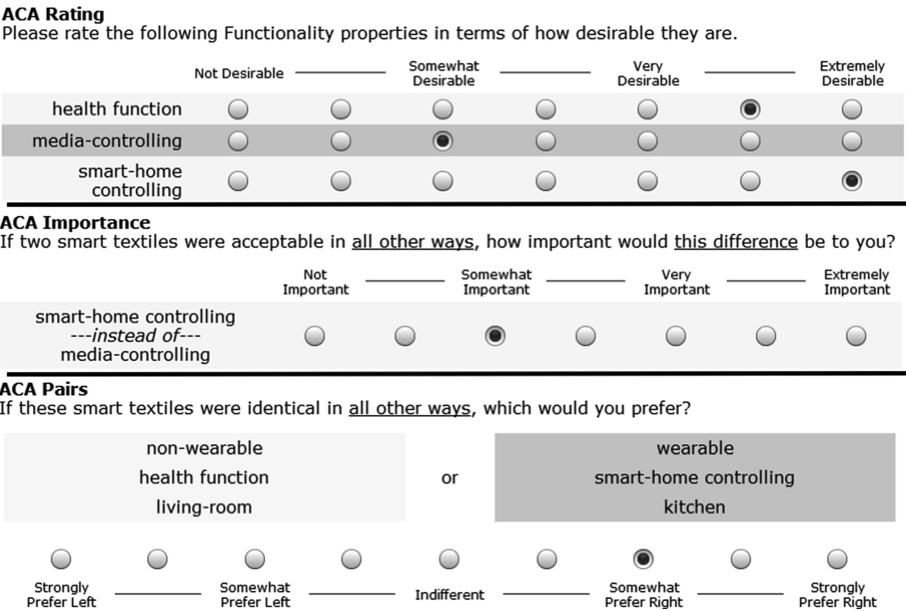 ACA Rating
Please rate the following Functionality properties in terms of how desirable they are.
Not Desirable
Somewhat
Desirable
Very
Desirable
Extremely
Desirable
health function
media-controlling
smart-home
controlling
ACA Importance
If two smart textiles were acceptable in all other ways, how important would this difference be to you?
Not
Important
Somewhat
Important
Very
Important
Extremely
Important
smart-home controlling
---instead of---
media-controlling
ACA Pairs
If these smart textiles were identical in all other ways, which would you prefer?
non-wearable
health function
living-room
or
wearable
smart-home controlling
kitchen
Strongly
Prefer Left
Somewhat
Prefer Left
Indifferent
Somewhat
Prefer Right
Strongly
Prefer Right